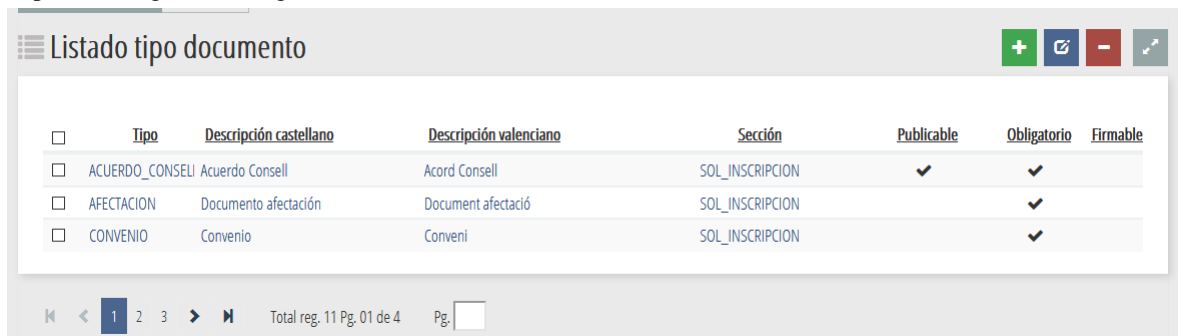 Listado tipo documento
Tipo Descripción castellano Descripción valenciano Sección Publicable Obligatorio Firmable
ACUERDO_CONSELL Acuerdo Consell Acord Consell SOL_INSCRIPCION
AFECTACION Documento afectación Document afectació SOL_INSCRIPCION
CONVENIO Convenio Conveni SOL_INSCRIPCION
1 2 3 Total reg. 11 Pg. 01 de 4 Pg.